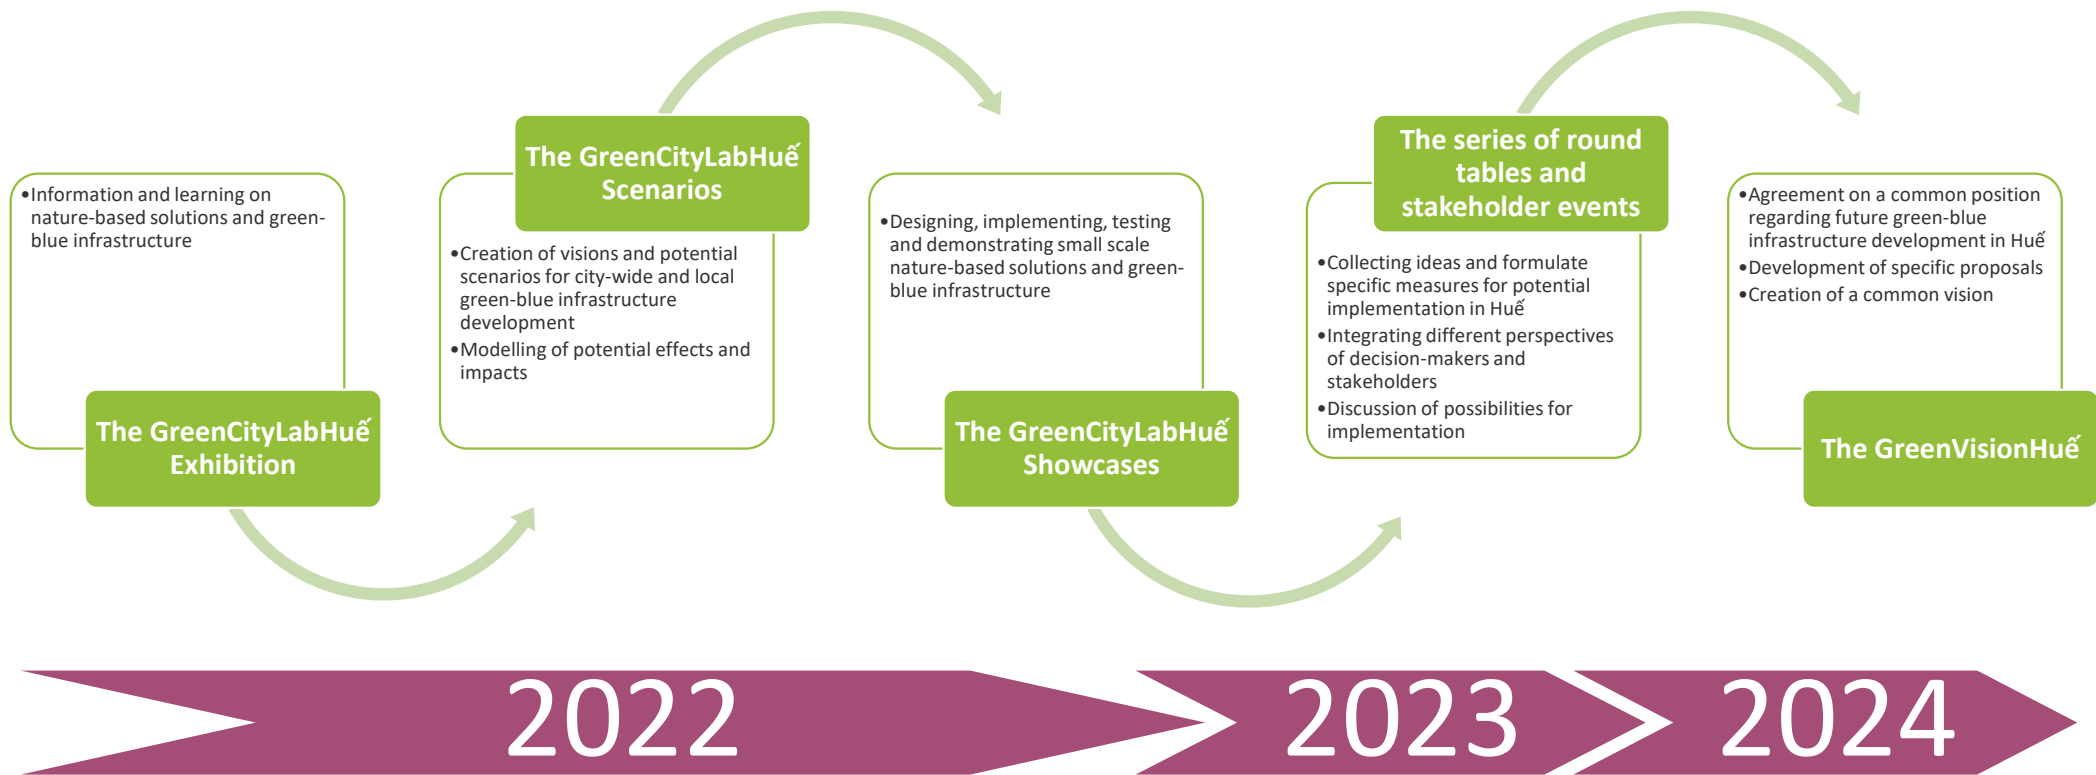 •Information and learning on
nature-based solutions and green-
blue infrastructure
The GreenCityLabHuế
Exhibition
The GreenCityLabHuế
Scenarios
•Creation of visions and potential
scenarios for city-wide and local
green-blue infrastructure
development
•Modelling of potential effects and
impacts
•Designing, implementing, testing
and demonstrating small scale
nature-based solutions and green-
blue infrastructure
The GreenCityLabHuế
Showcases
The series of round
tables and
stakeholder events
•Collecting ideas and formulate
specific measures for potential
implementation in Huế
•Integrating different perspectives
of decision-makers and
stakeholders
•Discussion of possibilities for
implementation
•Agreement on a common position
regarding future green-blue
infrastructure development in Huế
•Development of specific proposals
•Creation of a common vision
The GreenVisionHuế
2022
2023
2024